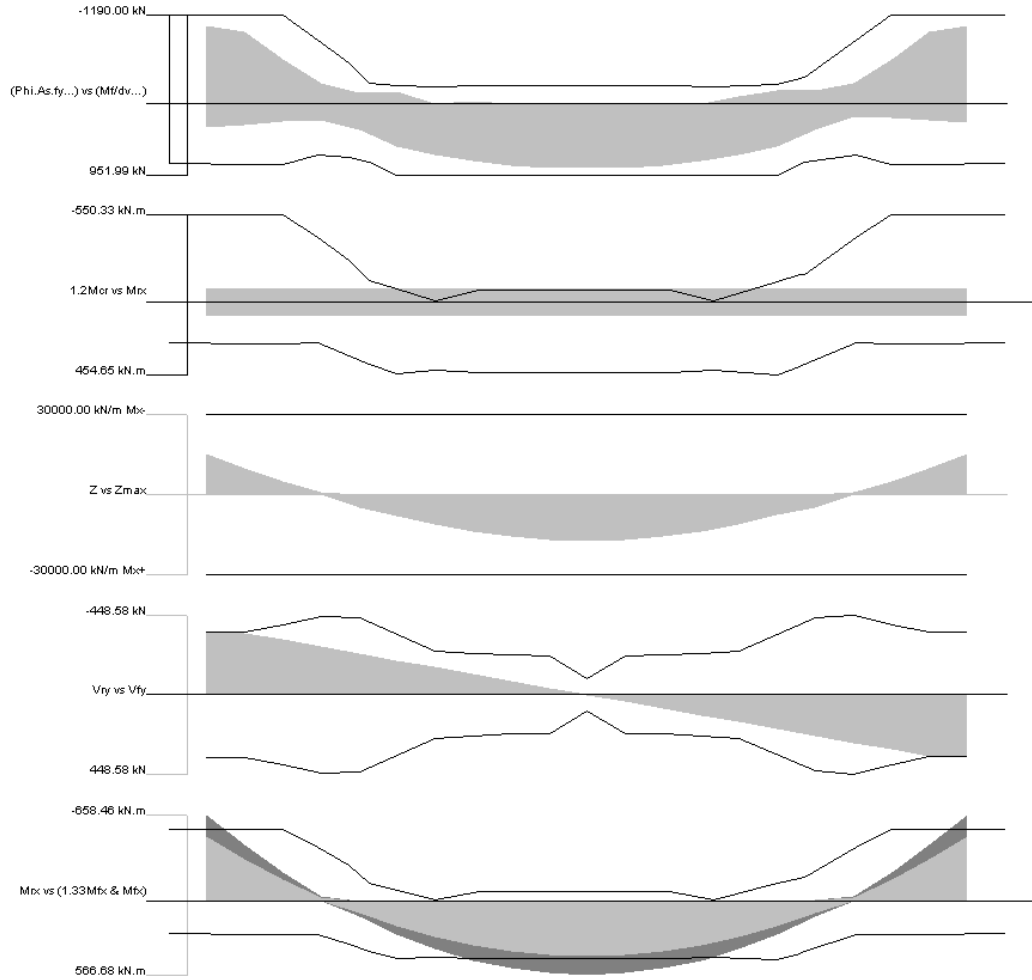 -1190.00 kN
(Phi.As.fy...) vs (Mf/dv...)
951.99 kN
-550.33 kN.m
1.2Mcr vs Mrx
454.65 kN.m
30000.00 kN/m Mx-
Z vs Zmax
-30000.00 kN/m Mx+
-448.58 kN
Vry vs Vfy
448.58 kN
-658.46 kN.m
Mrx vs (1.33Mfx & Mfx)
566.68 kN.m